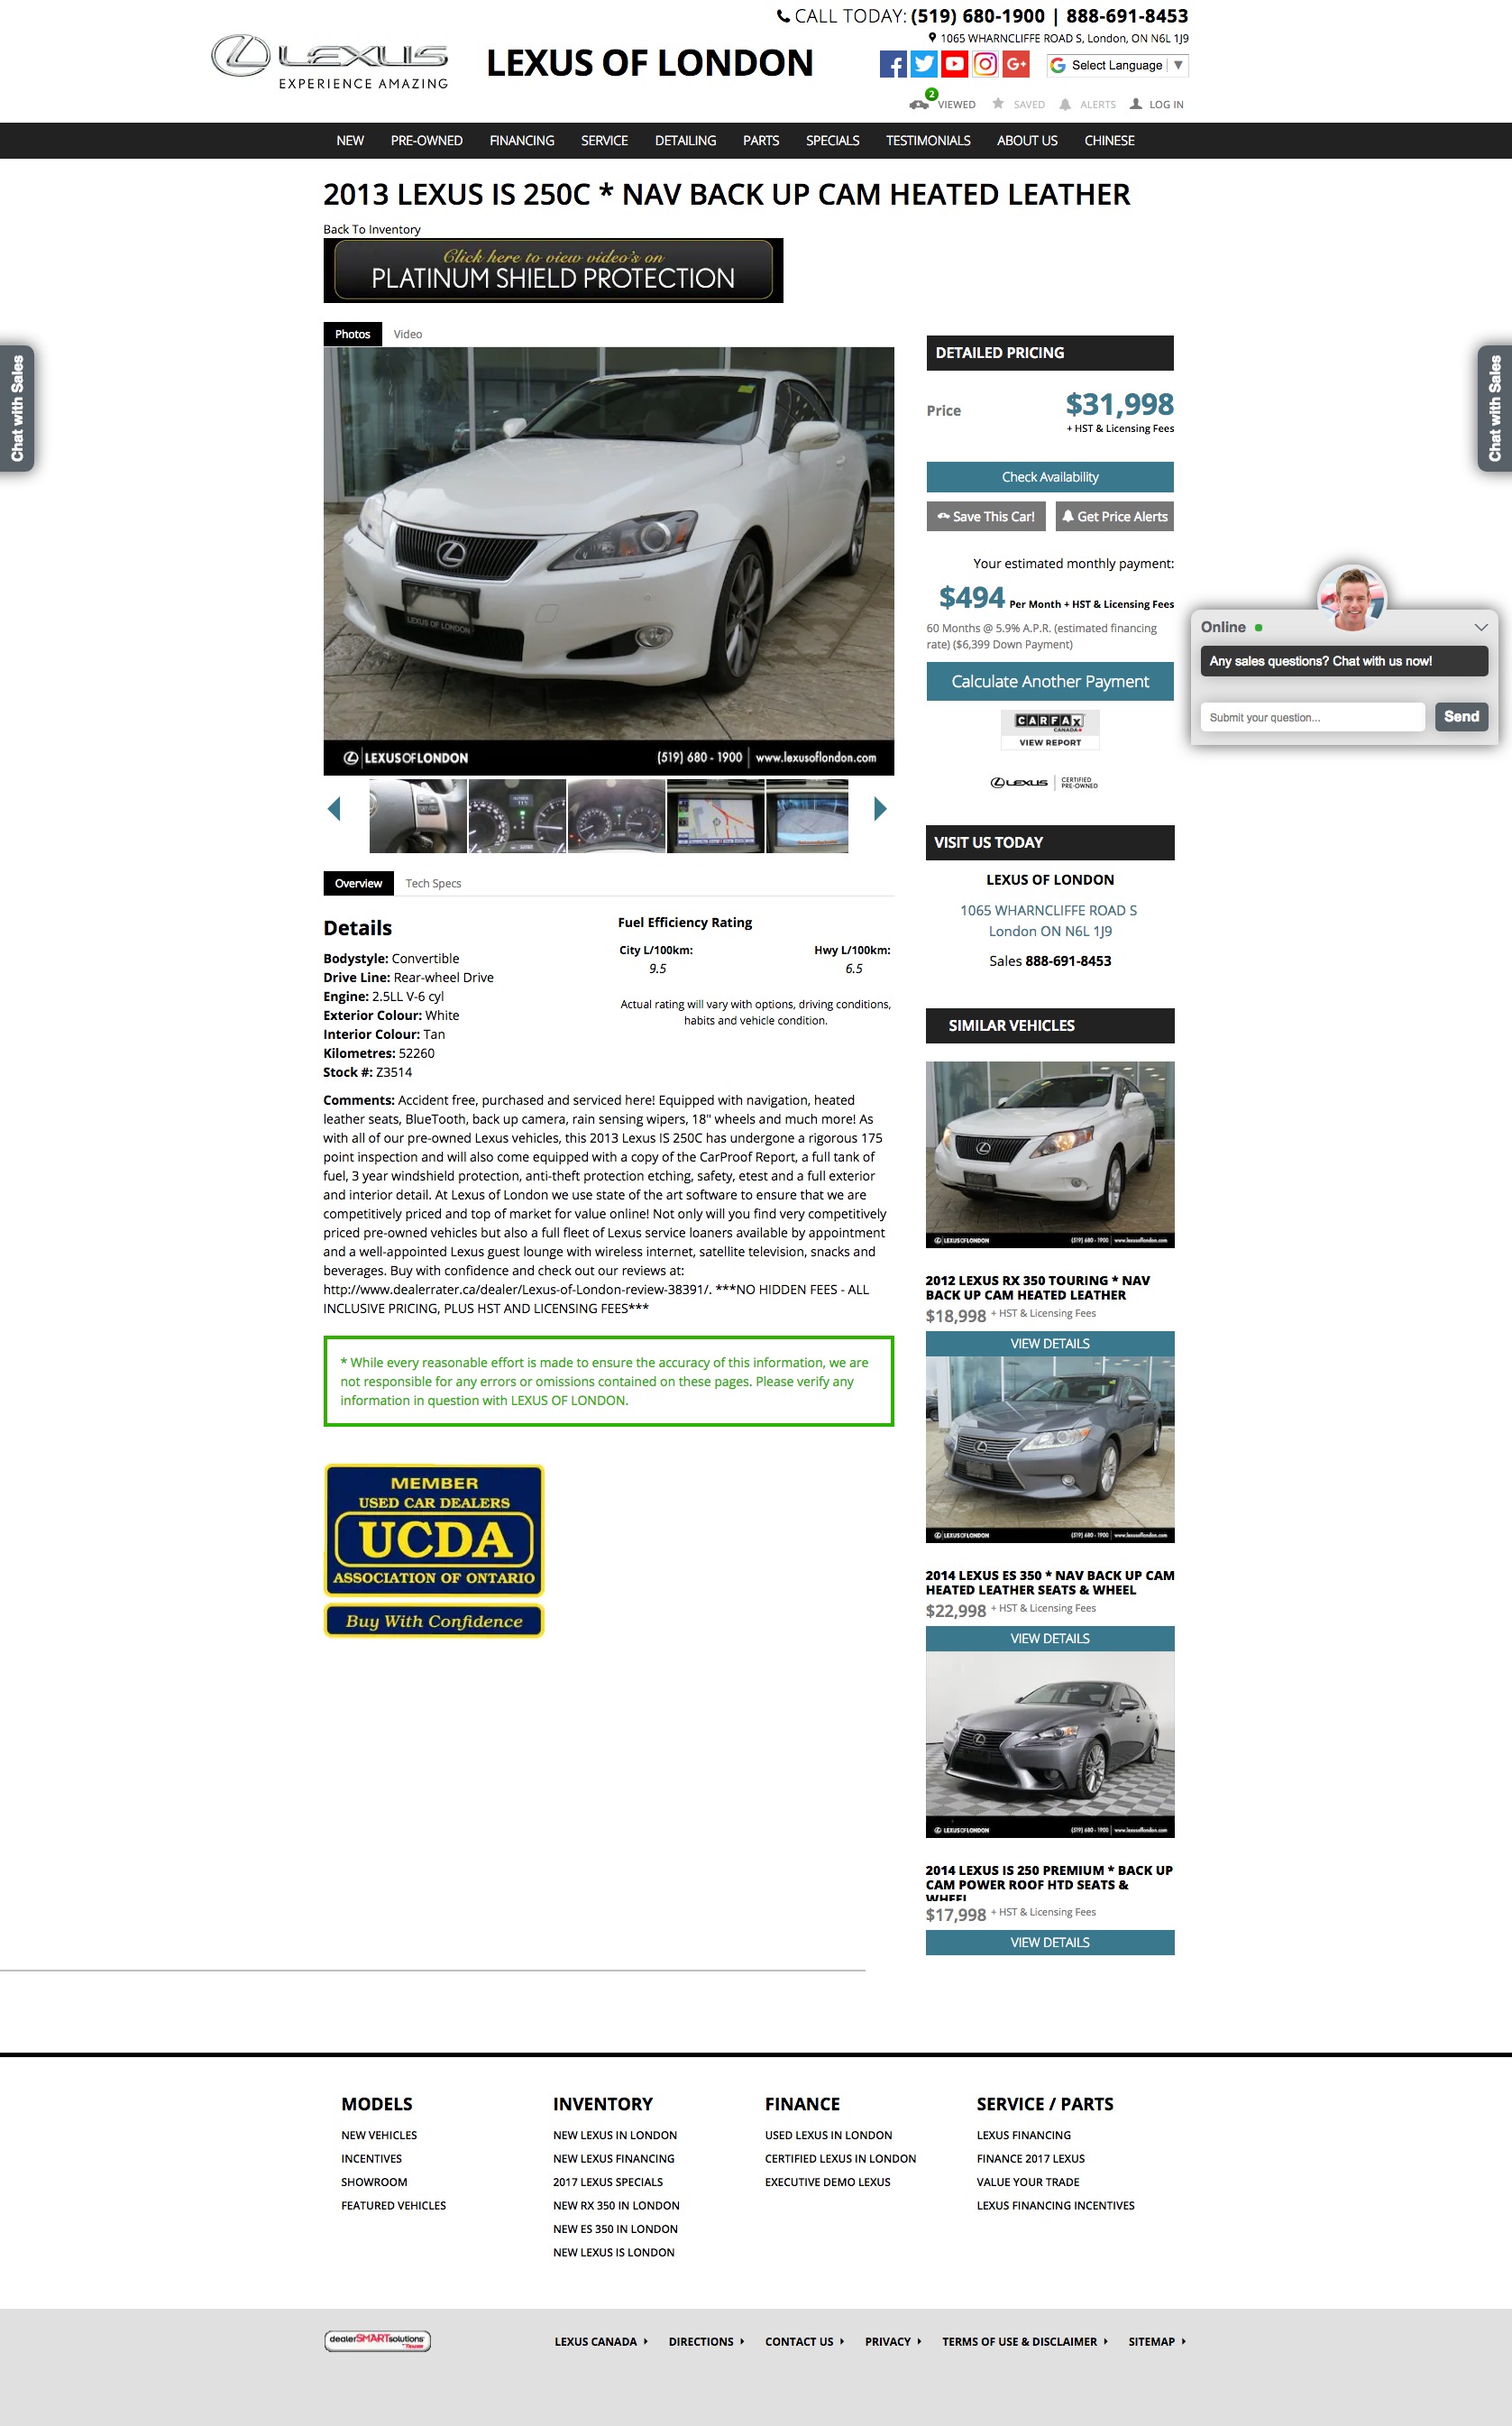 CALL TODAY: (519) 680-1900 | 888-691-8453
1065 WHARNCLIFFE ROAD S, London, ON N6L 1J9
LEXUS
EXPERIENCE AMAZING
LEXUS OF LONDON
Select Language ▼
2
VIEWED SAVED ALERTS LOG IN
NEW PRE-OWNED FINANCING SERVICE DETAILING PARTS SPECIALS TESTIMONIALS ABOUT US CHINESE
2013 LEXUS IS 250C * NAV BACK UP CAM HEATED LEATHER
Back To Inventory
Click here to view video's on
PLATINUM SHIELD PROTECTION
Photos Video
Chat with Sales
Chat with Sales
LEXUS OF LONDON
LEXUSOFLONDON (519) 680 - 1900 | www.lexusoflondon.com
DETAILED PRICING
Price $31,998
+ HST & Licensing Fees
Check Availability
Save This Car! Get Price Alerts
Your estimated monthly payment:
$494 Per Month + HST & Licensing Fees
60 Months @ 5.9% A.P.R. (estimated financing
rate) ($6,399 Down Payment)
Calculate Another Payment
CARFAX
CANADA
VIEW REPORT
LEXUS CERTIFIED
PRE-OWNED
Online
Any sales questions? Chat with us now!
Submit your question... Send
Overview Tech Specs
Details
Bodystyle: Convertible
Drive Line: Rear-wheel Drive
Engine: 2.5LL V-6 cyl
Exterior Colour: White
Interior Colour: Tan
Kilometres: 52260
Stock #: Z3514
Fuel Efficiency Rating
City L/100km: Hwy L/100km:
9.5 6.5
Actual rating will vary with options, driving conditions,
habits and vehicle condition.
Comments: Accident free, purchased and serviced here! Equipped with navigation, heated
leather seats, BlueTooth, back up camera, rain sensing wipers, 18" wheels and much more! As
with all of our pre-owned Lexus vehicles, this 2013 Lexus IS 250C has undergone a rigorous 175
point inspection and will also come equipped with a copy of the CarProof Report, a full tank of
fuel, 3 year windshield protection, anti-theft protection etching, safety, etest and a full exterior
and interior detail. At Lexus of London we use state of the art software to ensure that we are
competitively priced and top of market for value online! Not only will you find very competitively
priced pre-owned vehicles but also a full fleet of Lexus service loaners available by appointment
and a well-appointed Lexus guest lounge with wireless internet, satellite television, snacks and
beverages. Buy with confidence and check out our reviews at:
http://www.dealerrater.ca/dealer/Lexus-of-London-review-38391/. ***NO HIDDEN FEES - ALL
INCLUSIVE PRICING, PLUS HST AND LICENSING FEES***
* While every reasonable effort is made to ensure the accuracy of this information, we are
not responsible for any errors or omissions contained on these pages. Please verify any
information in question with LEXUS OF LONDON.
MEMBER
USED CAR DEALERS
UCDA
ASSOCIATION OF ONTARIO
Buy With Confidence
VISIT US TODAY
LEXUS OF LONDON
1065 WHARNCLIFFE ROAD S
London ON N6L 1J9
Sales 888-691-8453
SIMILAR VEHICLES
LEXUSOFLONDON (519) 680 - 1900 | www.lexusoflondon.com
2012 LEXUS RX 350 TOURING * NAV
BACK UP CAM HEATED LEATHER
$18,998 + HST & Licensing Fees
VIEW DETAILS
LEXUSOFLONDON (519) 680 - 1900 | www.lexusoflondon.com
2014 LEXUS ES 350 * NAV BACK UP CAM
HEATED LEATHER SEATS & WHEEL
$22,998 + HST & Licensing Fees
VIEW DETAILS
LEXUSOFLONDON (519) 680 - 1900 | www.lexusoflondon.com
2014 LEXUS IS 250 PREMIUM * BACK UP
CAM POWER ROOF HTD SEATS &
WHEEL
$17,998 + HST & Licensing Fees
VIEW DETAILS
MODELS
NEW VEHICLES
INCENTIVES
SHOWROOM
FEATURED VEHICLES
INVENTORY
NEW LEXUS IN LONDON
NEW LEXUS FINANCING
2017 LEXUS SPECIALS
NEW RX 350 IN LONDON
NEW ES 350 IN LONDON
NEW LEXUS IS LONDON
FINANCE
USED LEXUS IN LONDON
CERTIFIED LEXUS IN LONDON
EXECUTIVE DEMO LEXUS
SERVICE / PARTS
LEXUS FINANCING
FINANCE 2017 LEXUS
VALUE YOUR TRADE
LEXUS FINANCING INCENTIVES
dealerSMARTsolutions
LEXUS CANADA DIRECTIONS CONTACT US PRIVACY TERMS OF USE & DISCLAIMER SITEMAP